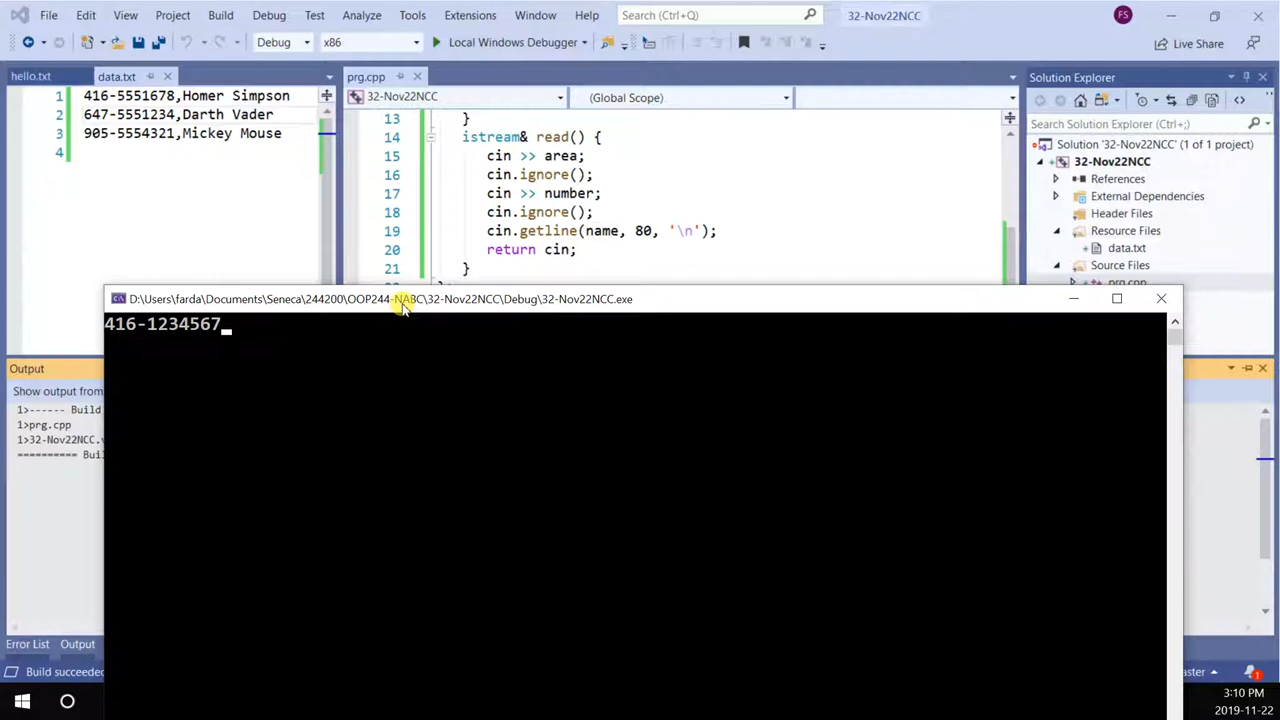 File Edit View Project Build Debug Test Analyze Tools Extensions Window Help Search (Ctrl+Q) 32-Nov22NCC FS
Debug x86 Local Windows Debugger Live Share
hello.txt data.txt
1 416-5551678,Homer Simpson
2 647-5551234,Darth Vader
3 905-5554321,Mickey Mouse
4
prg.cpp
32-Nov22NCC (Global Scope)
13 }
14 istream& read() {
15 cin >> area;
16 cin.ignore();
17 cin >> number;
18 cin.ignore();
19 cin.getline(name, 80, '\n');
20 return cin;
21 }
Solution Explorer
Search Solution Explorer (Ctrl+;)
Solution '32-Nov22NCC' (1 of 1 project)
32-Nov22NCC
References
External Dependencies
Header Files
Resource Files
data.txt
Source Files
prg.cpp
D:\Users\farda\Documents\Seneca\244200\OOP244-NABC\32-Nov22NCC\Debug\32-Nov22NCC.exe
416-1234567_
Output
Show output from
1>------ Build
1>prg.cpp
1>32-Nov22NCC.
========== Buil
Error List Output
Build succeeded
1
3:10 PM
2019-11-22